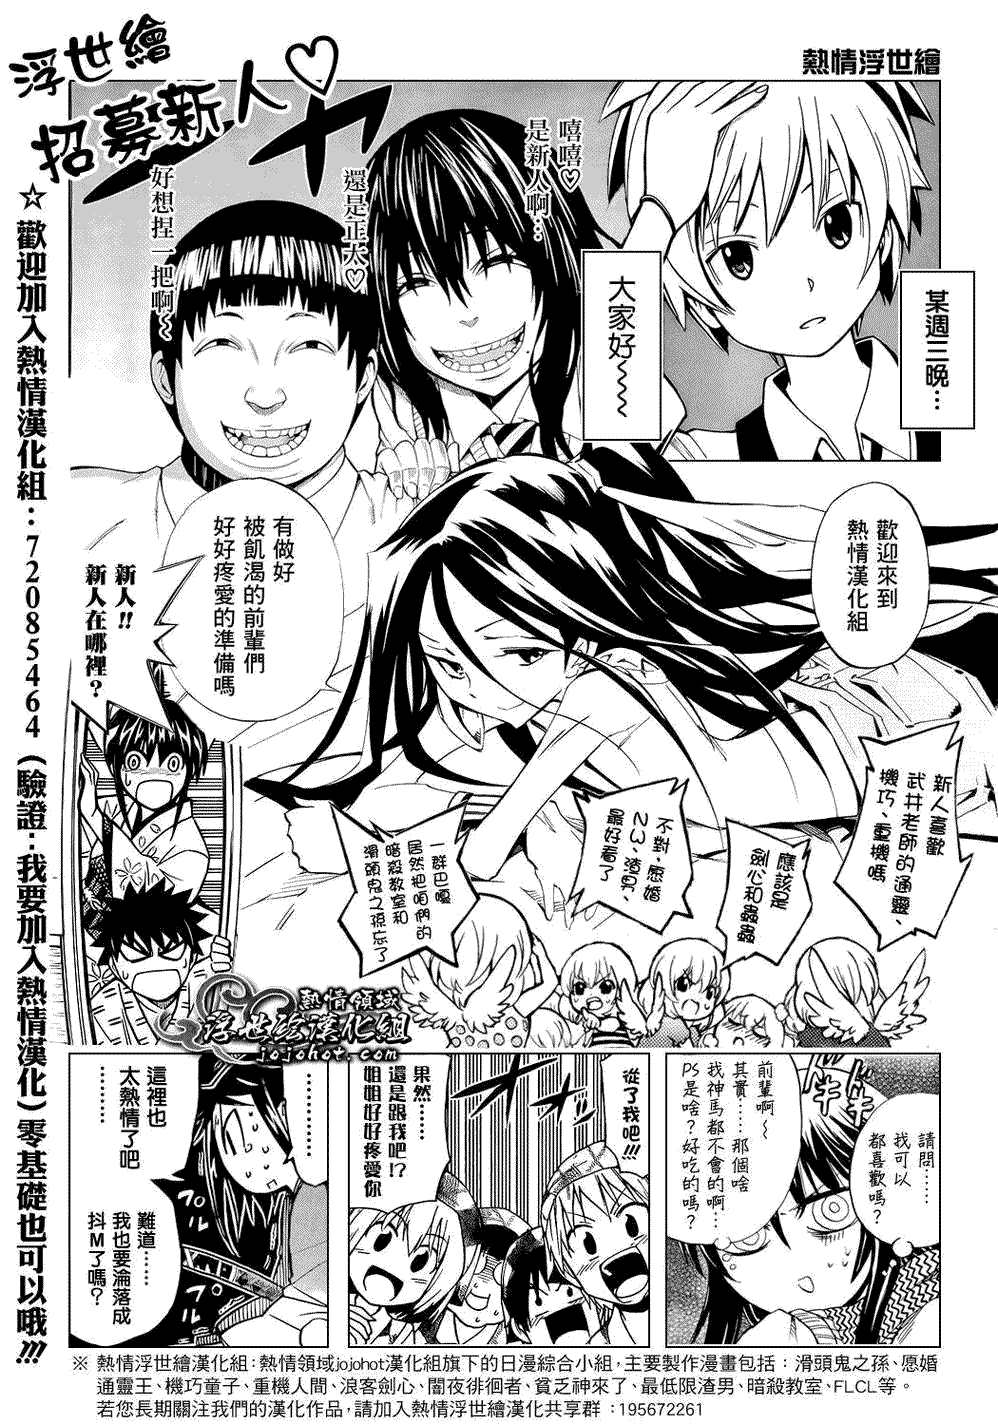 熱情浮世繪
浮世繪
招募新人♡
☆歡迎加入熱情漢化組：72085464（驗證：我要加入熱情漢化）零基礎也可以哦!!!
某週三晚…
大家好～～～
嘻嘻♡
是新人啊…
還是正太♡
好想捏一把啊～
歡迎來到
熱情漢化組
有做好
被飢渴的前輩們
好好疼愛的準備嗎
新人!!
新人在哪裡？
新人喜歡
武井老師的通靈、
機巧、重機嗎
應該是
劍心和蟲蟲
不對，愿婚
N3、渣男、
最好看了
一群巴嘎
居然把咱們的
暗殺教室和
滑頭鬼之孫忘了
熱情領域
浮世绘漢化組
jojohot.com
請問……
我可以
都喜歡嗎？
前輩啊～
其實……那個啥
我神馬都不會的啊…
PS是啥？好吃的嗎？
從了我吧!!!
果然……
還是跟我吧!?
姐姐好好疼愛你
………
這裡也
太熱情了吧
………
難道……
我也要淪落成
抖M了嗎？
※ 熱情浮世繪漢化組：熱情領域jojohot漢化組旗下的日漫綜合小組，主要製作漫畫包括：滑頭鬼之孫、愿婚
通靈王、機巧童子、重機人間、浪客劍心、闇夜徘徊者、貧乏神來了、最低限渣男、暗殺教室、FLCL等。
若您長期關注我們的漢化作品，請加入熱情浮世繪漢化共享群：195672261